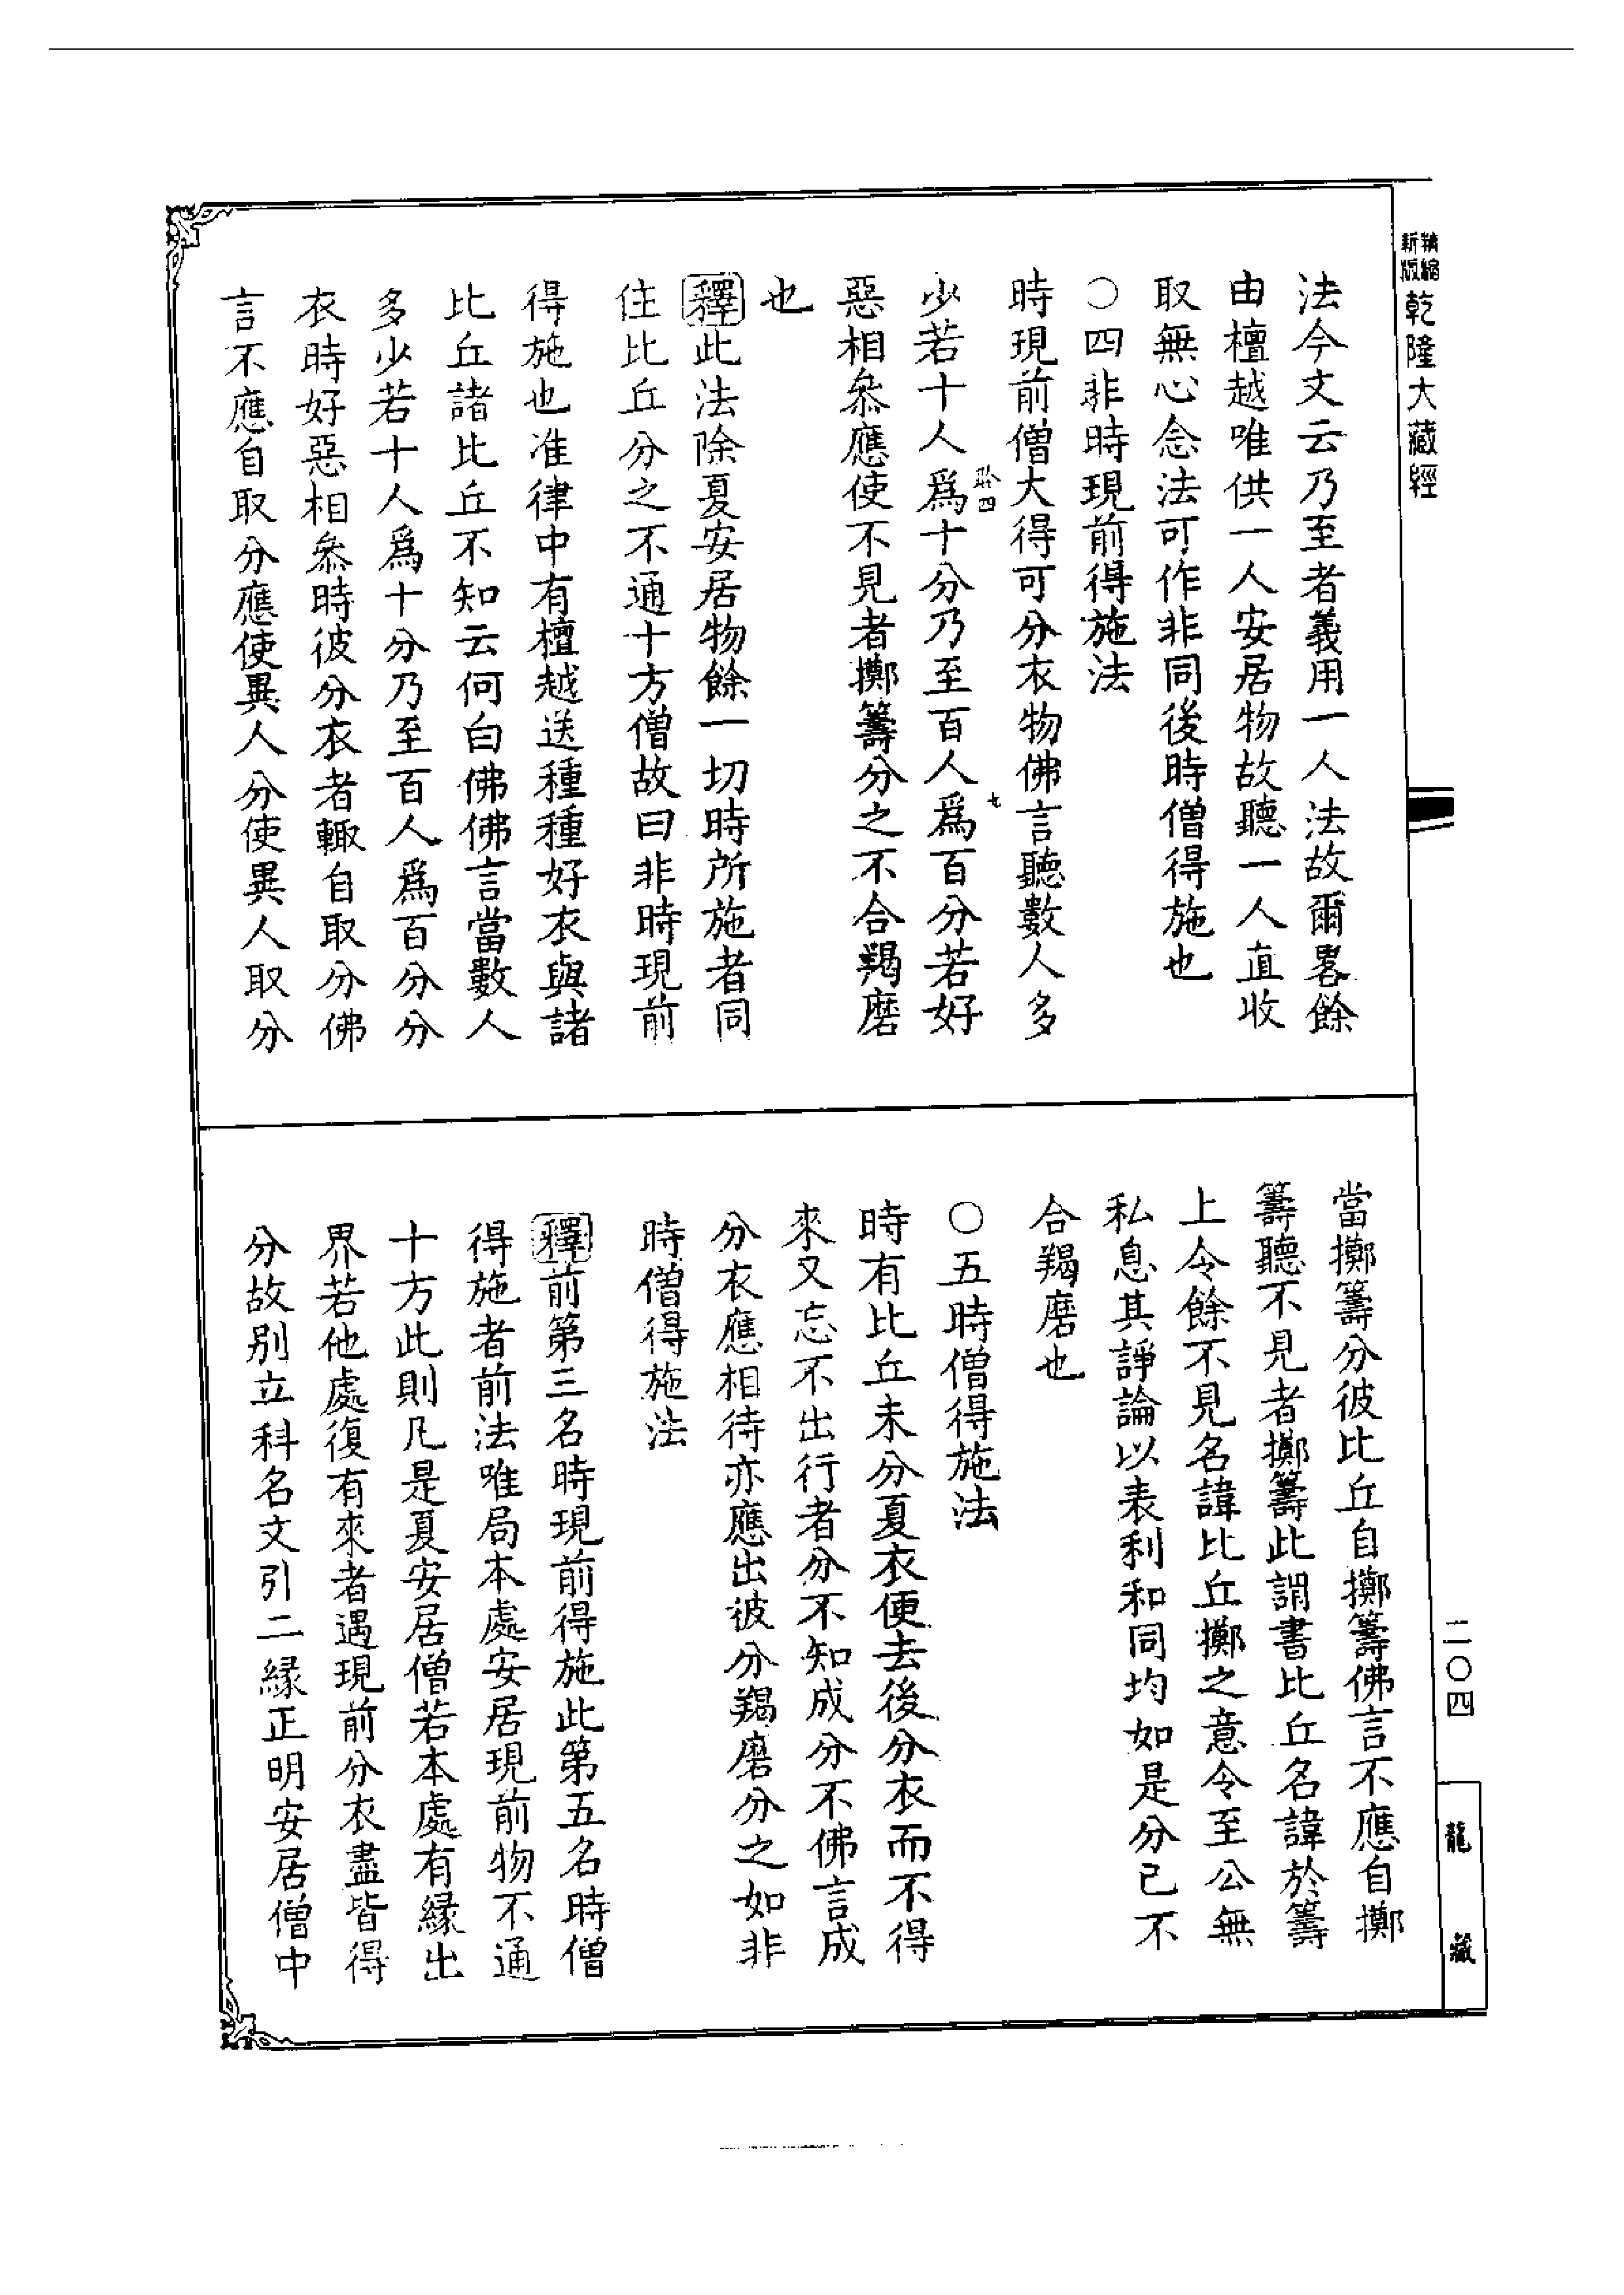 精縮
新版
乾隆大藏經
法今文云乃至者義用一人法故爾畧餘
由檀越唯供一人安居物故聽一人直收
取無心念法可作非同後時僧得施也
○四非時現前得施法
時現前僧大得可分衣物佛言聽數人多
少若十人爲十分乃至百人爲百分若好
四
七
惡相叅應使不見者擲籌分之不合羯磨
也
釋此法除夏安居物餘一切時所施者同
住比丘分之不通十方僧故曰非時現前
得施也准律中有檀越送種種好衣與諸
比丘諸比丘不知云何白佛佛言當數人
多少若十人爲十分乃至百人爲百分分
衣時好惡相叅時彼分衣者輙自取分佛
言不應自取分應使異人分使異人取分
當擲籌分彼比丘自擲籌佛言不應自擲
籌聽不見者擲籌此謂書比丘名諱於籌
上令餘不見名諱比丘擲之意令至公無
私息其諍論以表利和同均如是分已不
合羯磨也
○五時僧得施法
時有比丘未分夏衣便去後分衣而不得
來又忘不出行者分不知成分不佛言成
分衣應相待亦應出彼分羯磨分之如非
時僧得施法
釋前第三名時現前得施此第五名時僧
得施者前法唯局本處安居現前物不通
十方此則凡是夏安居僧若本處有緣出
界若他處復有來者遇現前分衣盡皆得
分故别立科名文引二緣正明安居僧中
二〇四
龍藏